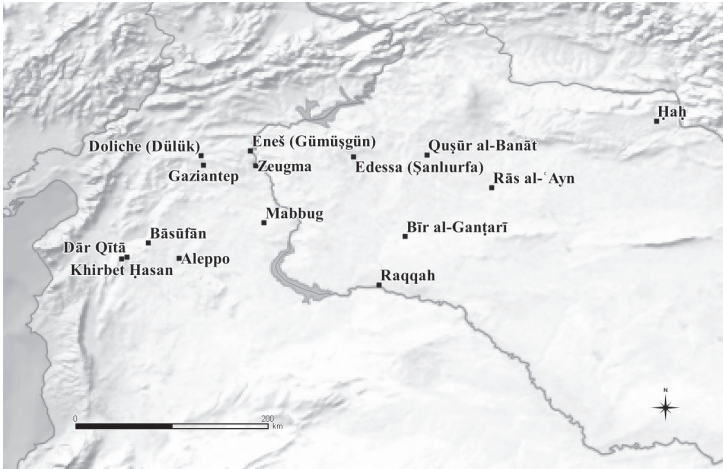 Ḥaḥ
Eneš (Gümüşgün)
Quṣūr al-Banāt
Doliche (Dülük)
Zeugma
Edessa (Şanlıurfa)
Gaziantep
Rās al-ʿAyn
Mabbug
Bīr al-Ganṭarī
Bāsūfān
Dār Qītā
Aleppo
Khirbet Ḥasan
Raqqah
N
0
200
km